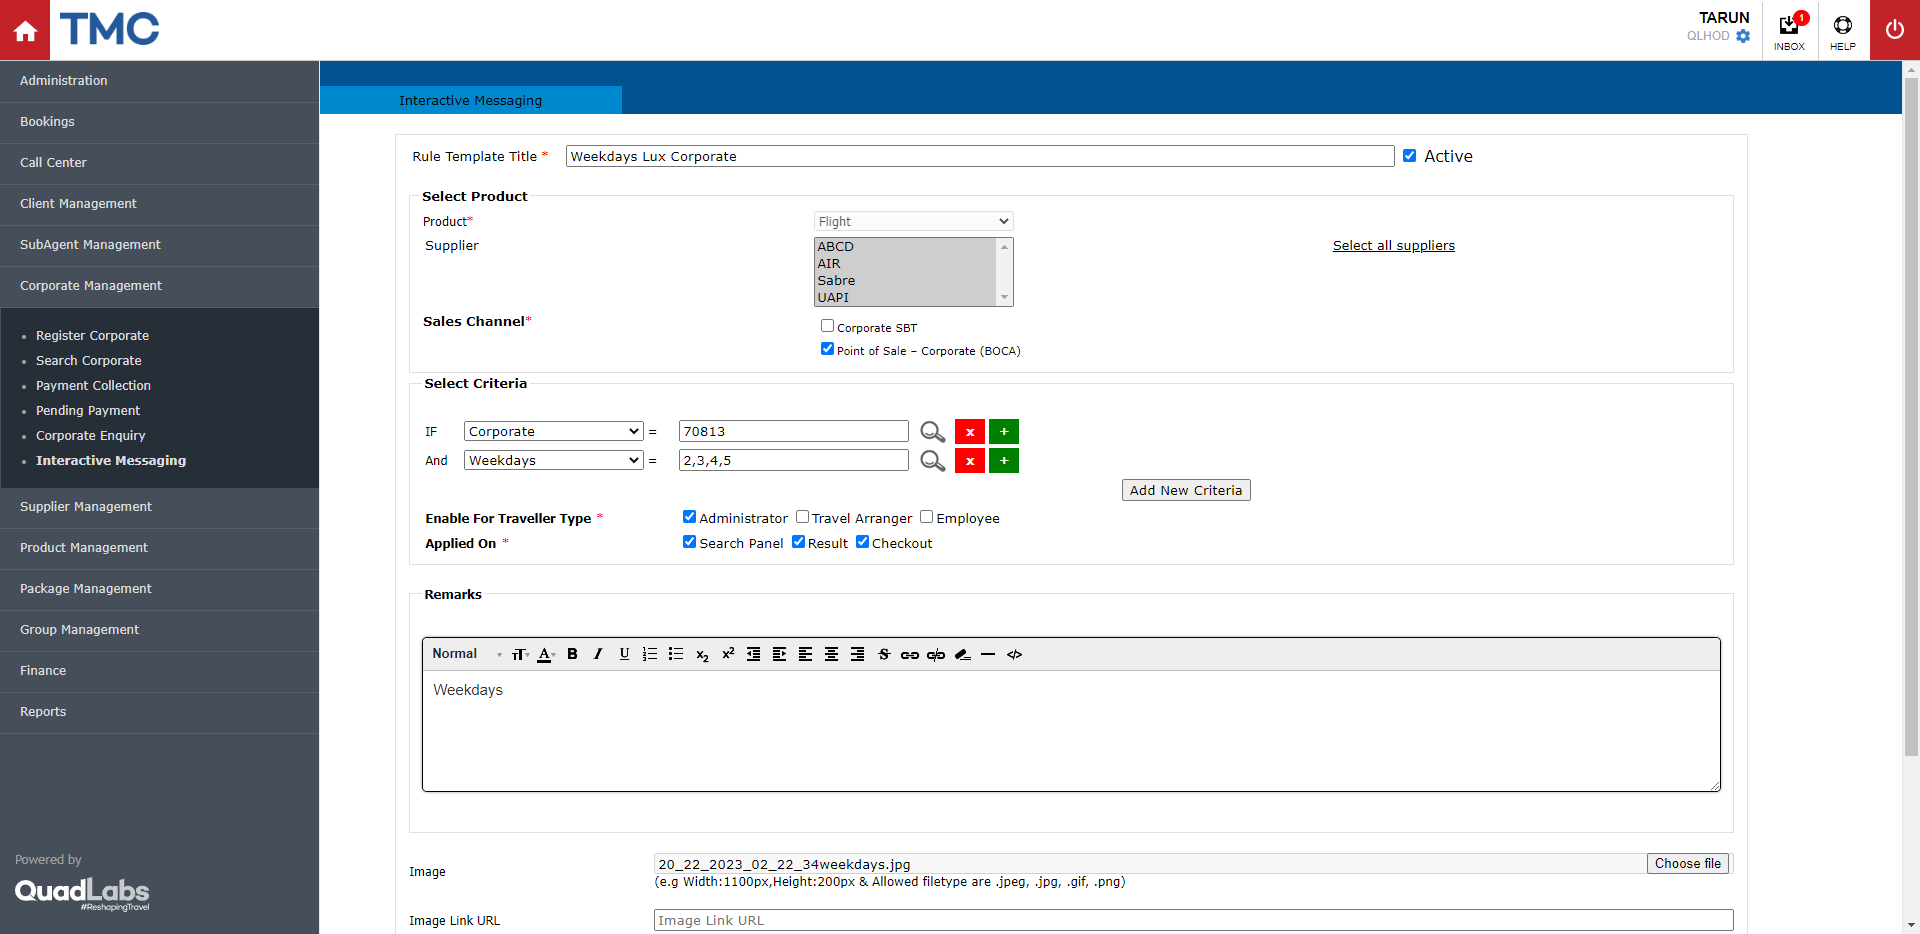 TMC
TARUN
QLHOD
1
INBOX
HELP
Administration
Bookings
Call Center
Client Management
SubAgent Management
Corporate Management
Register Corporate
Search Corporate
Payment Collection
Pending Payment
Corporate Enquiry
Interactive Messaging
Supplier Management
Product Management
Package Management
Group Management
Finance
Reports
Powered by
QuadLabs
#ReshapingTravel
Interactive Messaging
Rule Template Title * Weekdays Lux Corporate Active
Select Product
Product* Flight
Supplier ABCD Select all suppliers
AIR
Sabre
UAPI
Sales Channel*
Corporate SBT
Point of Sale – Corporate (BOCA)
Select Criteria
IF Corporate = 70813 x +
And Weekdays = 2,3,4,5 x +
Add New Criteria
Enable For Traveller Type * Administrator Travel Arranger Employee
Applied On * Search Panel Result Checkout
Remarks
Normal TT A B I U x2 x2 S </>
Weekdays
Image 20_22_2023_02_22_34weekdays.jpg Choose file
(e.g Width:1100px,Height:200px & Allowed filetype are .jpeg, .jpg, .gif, .png)
Image Link URL Image Link URL